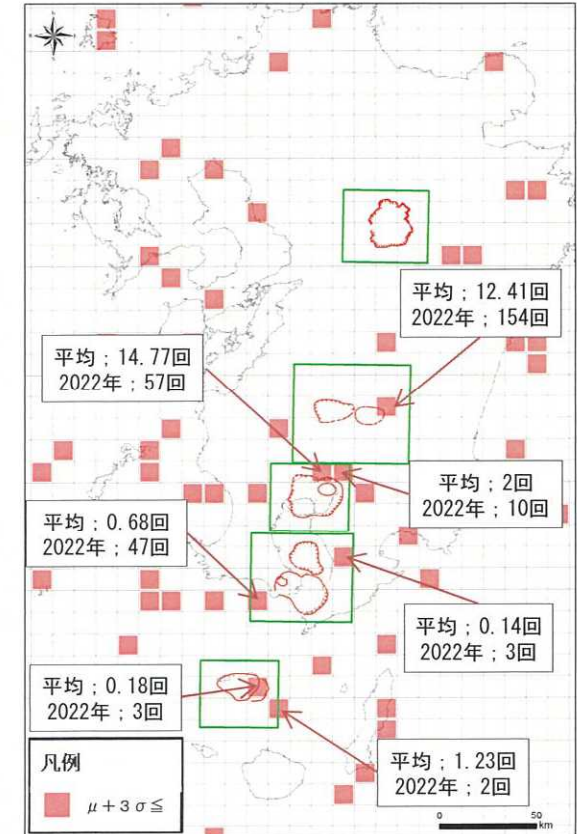 平均;12.41回
2022年;154回
平均;14.77回
2022年;57回
平均;2回
2022年;10回
平均;0.68回
2022年;47回
平均;0.14回
2022年;3回
平均;0.18回
2022年;3回
平均;1.23回
2022年;2回
凡例
μ+3σ≦
0 50
km